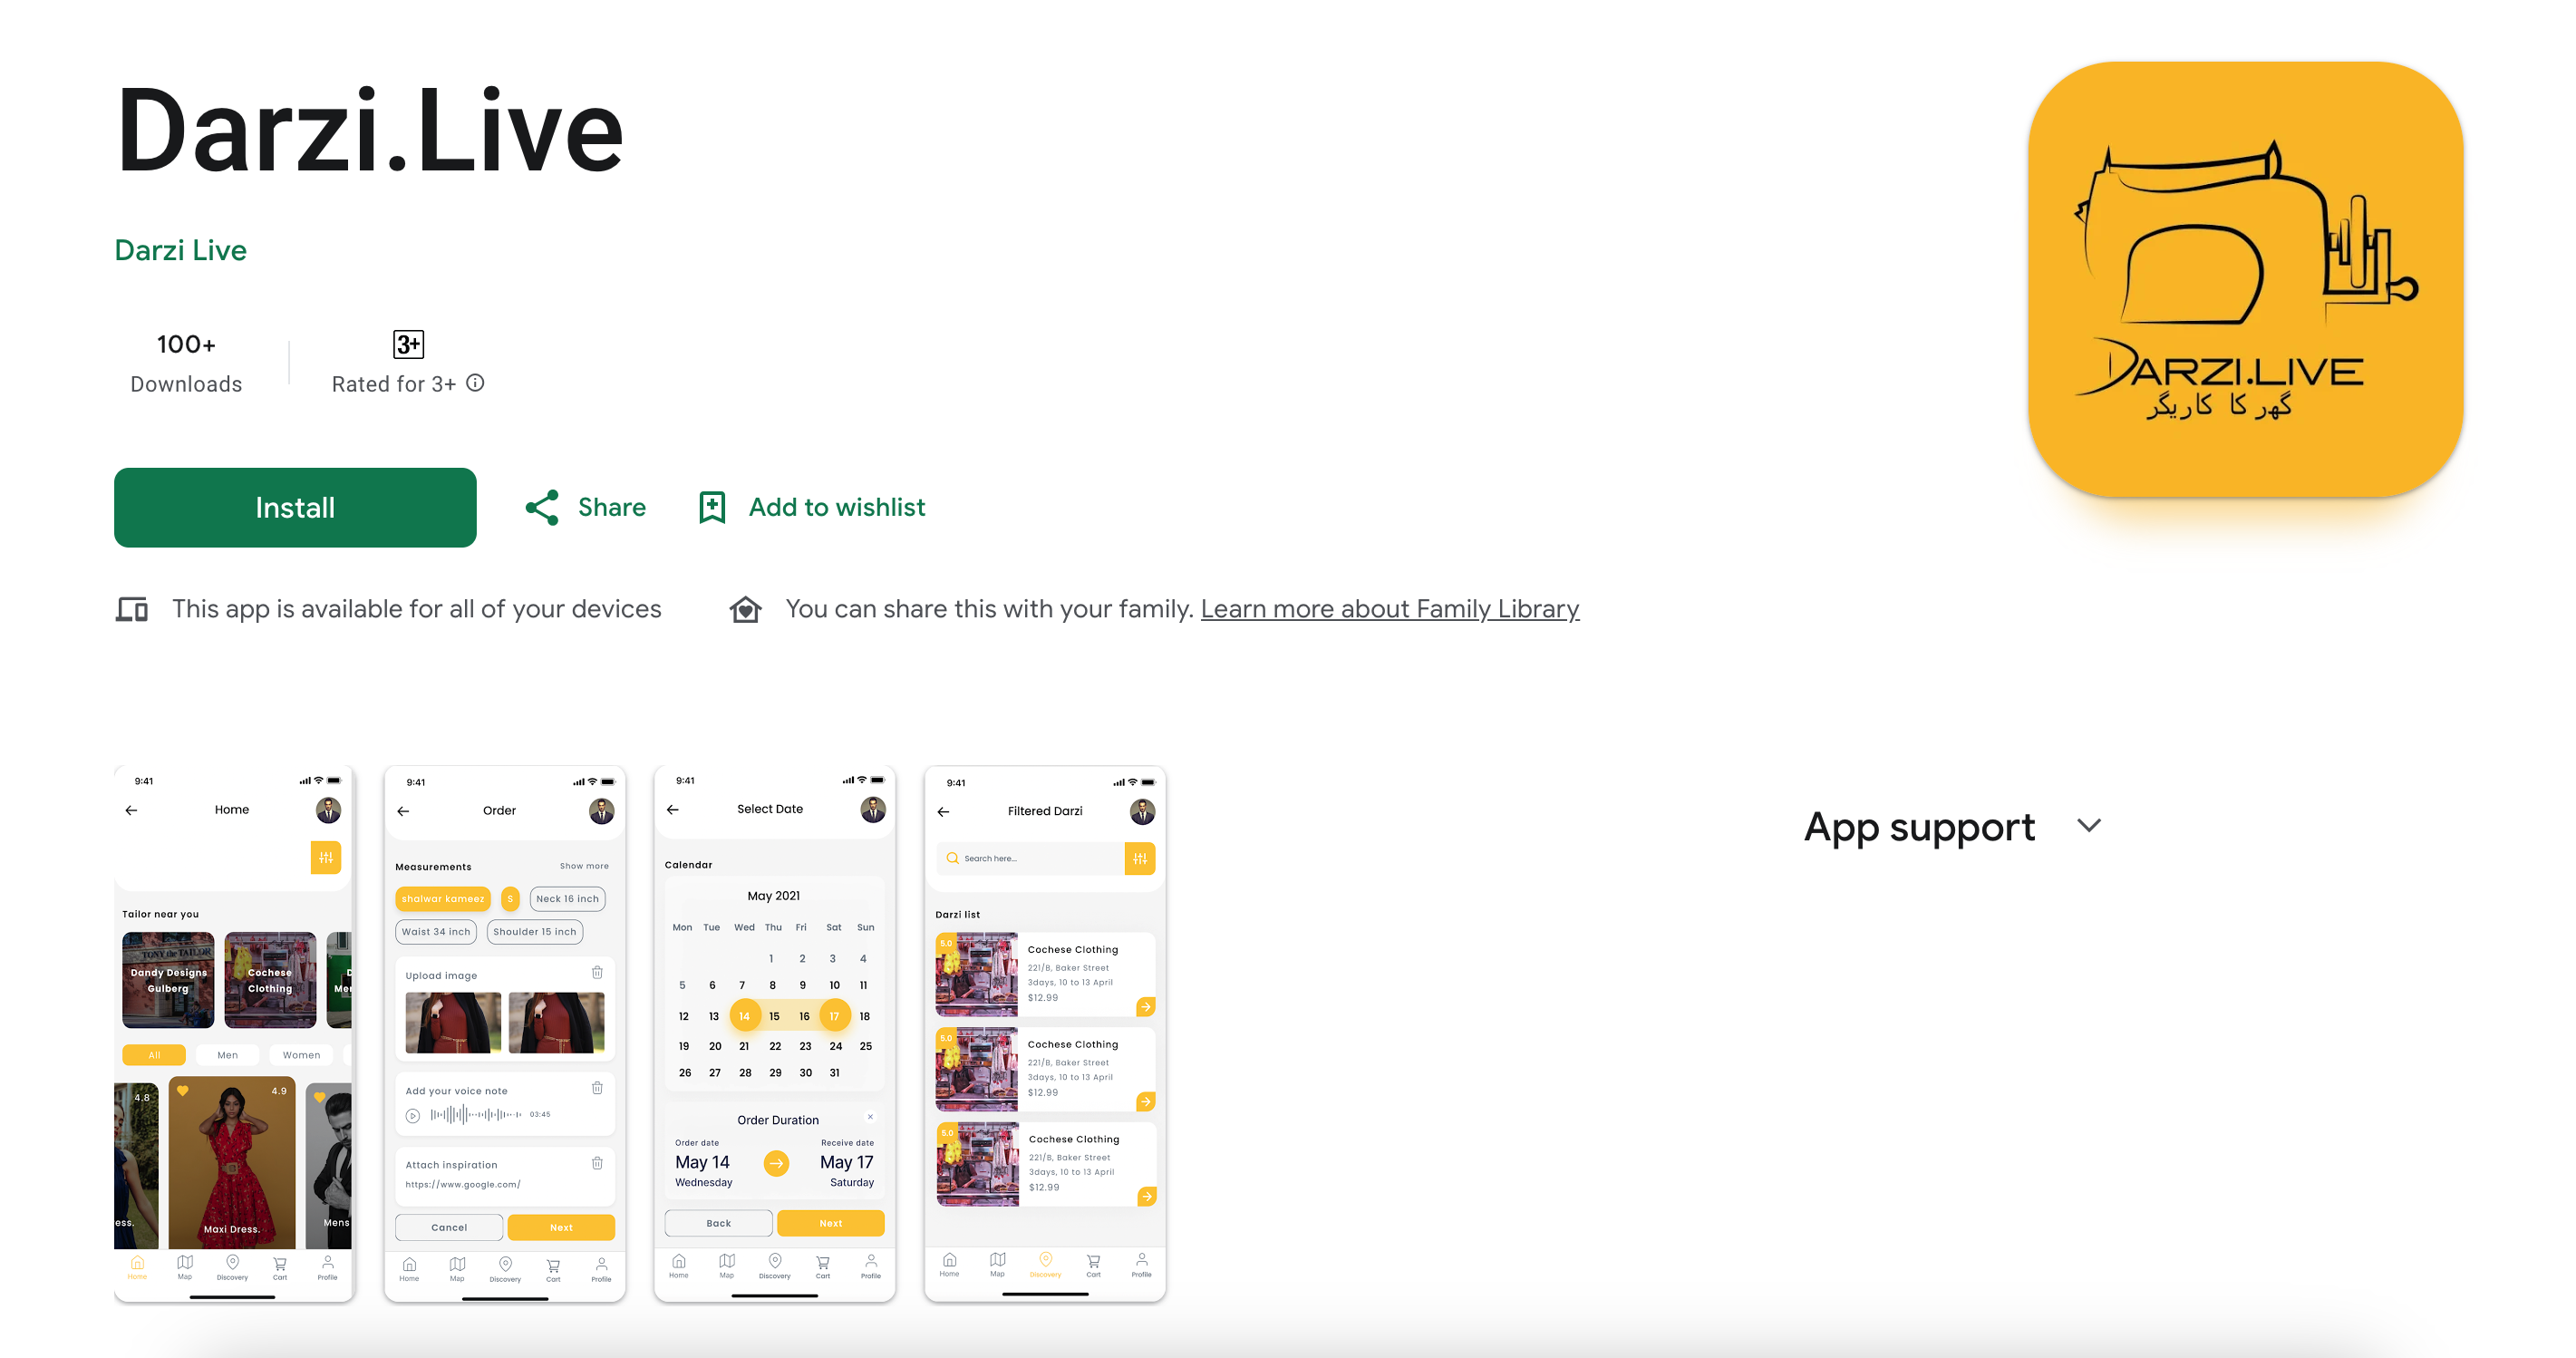 Darzi.Live
Darzi Live
100+
Downloads
3+
Rated for 3+
Install
Share
Add to wishlist
This app is available for all of your devices
You can share this with your family. Learn more about Family Library
DARZI.LIVE
گھر کا کاریگر
App support
9:41
Home
Tailor near you
TONY the TAILOR
Dandy Designs
Gulberg
Cochese
Clothing
D
Mer
All
Men
Women
4.8
4.9
ess.
Maxi Dress.
Mens
Home
Map
Discovery
Cart
Profile
9:41
Order
Measurements
Show more
shalwar kameez
S
Neck 16 inch
Waist 34 inch
Shoulder 15 inch
Upload image
Add your voice note
03:45
Attach inspiration
https://www.google.com/
Cancel
Next
Home
Map
Discovery
Cart
Profile
9:41
Select Date
Calendar
May 2021
Mon Tue Wed Thu Fri Sat Sun
1 2 3 4
5 6 7 8 9 10 11
12 13 14 15 16 17 18
19 20 21 22 23 24 25
26 27 28 29 30 31
Order Duration
Order date
Receive date
May 14
May 17
Wednesday
Saturday
Back
Next
Home
Map
Discovery
Cart
Profile
9:41
Filtered Darzi
Search here...
Darzi list
5.0
Cochese Clothing
221/B, Baker Street
3days, 10 to 13 April
$12.99
5.0
Cochese Clothing
221/B, Baker Street
3days, 10 to 13 April
$12.99
5.0
Cochese Clothing
221/B, Baker Street
3days, 10 to 13 April
$12.99
Home
Map
Discovery
Cart
Profile